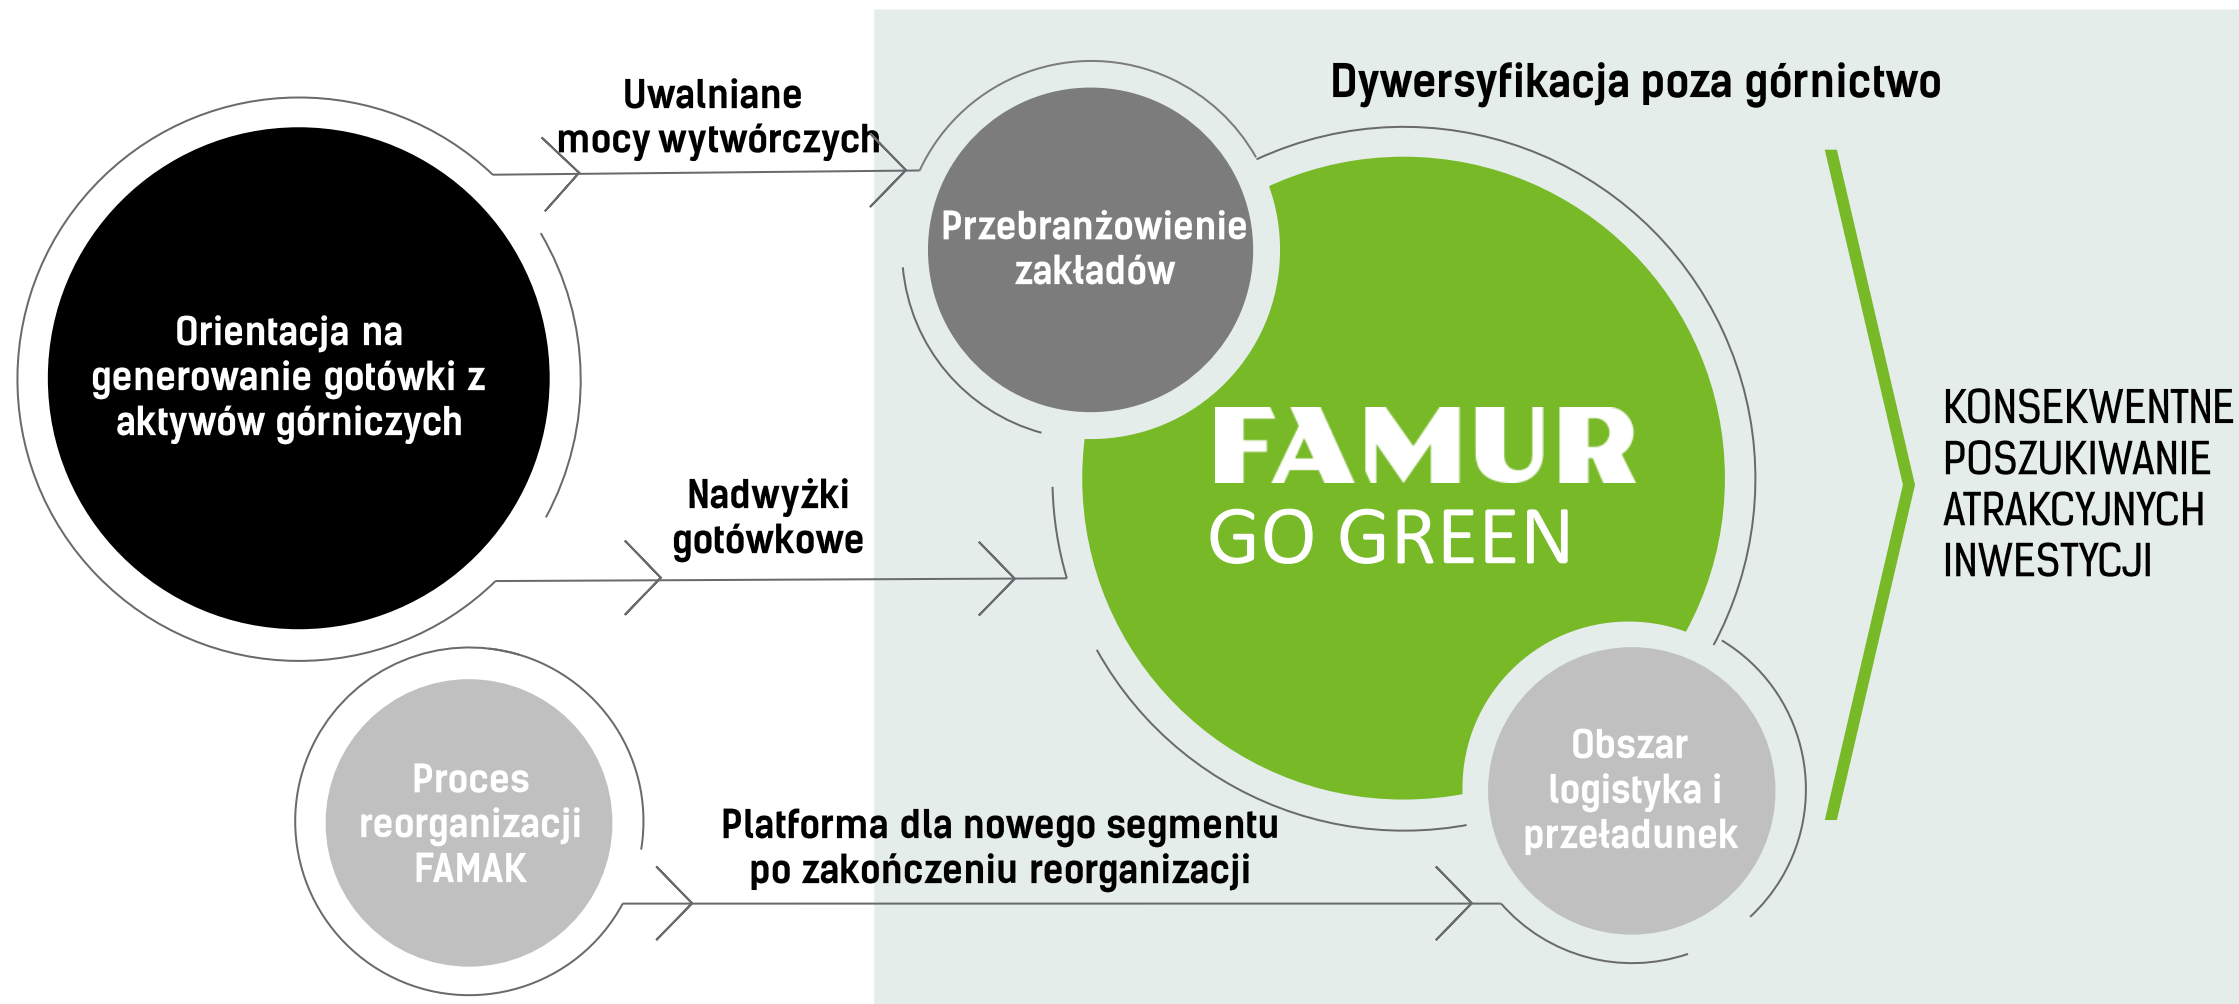 Uwalniane
mocy wytwórczych
Dywersyfikacja poza górnictwo
Przebranżowienie
zakładów
Orientacja na
generowanie gotówki z
aktywów górniczych
FAMUR
GO GREEN
KONSEKWENTNE
POSZUKIWANIE
ATRAKCYJNYCH
INWESTYCJI
Nadwyżki
gotówkowe
Proces
reorganizacji
FAMAK
Platforma dla nowego segmentu
po zakończeniu reorganizacji
Obszar
logistyka i
przeładunek